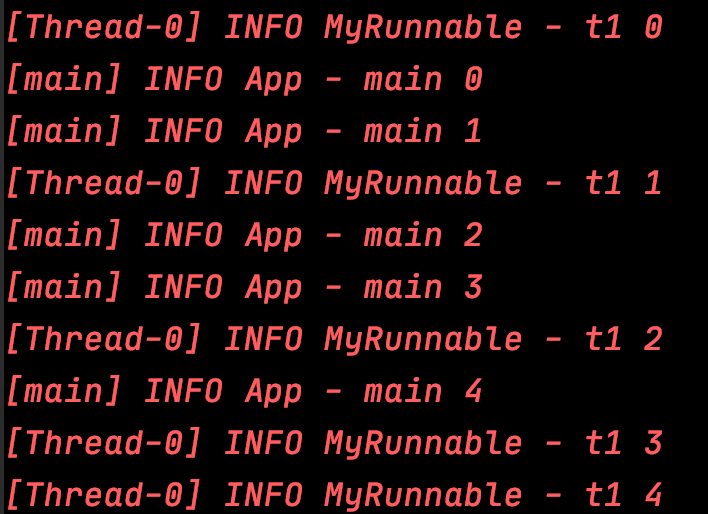 [Thread-0] INFO MyRunnable - t1 0
[main] INFO App - main 0
[main] INFO App - main 1
[Thread-0] INFO MyRunnable - t1 1
[main] INFO App - main 2
[main] INFO App - main 3
[Thread-0] INFO MyRunnable - t1 2
[main] INFO App - main 4
[Thread-0] INFO MyRunnable - t1 3
[Thread-0] INFO MyRunnable - t1 4